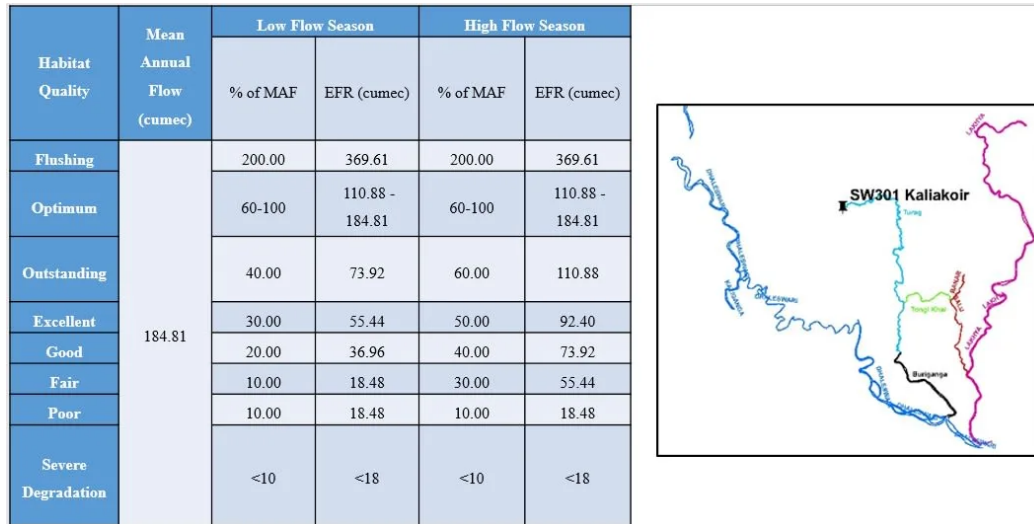 Habitat Quality
Mean Annual Flow (cumec)
Low Flow Season
High Flow Season
% of MAF
EFR (cumec)
% of MAF
EFR (cumec)
184.81
Flushing 200.00 369.61 200.00 369.61
Optimum 60-100 110.88 - 184.81 60-100 110.88 - 184.81
Outstanding 40.00 73.92 60.00 110.88
Excellent 30.00 55.44 50.00 92.40
Good 20.00 36.96 40.00 73.92
Fair 10.00 18.48 30.00 55.44
Poor 10.00 18.48 10.00 18.48
Severe Degradation <10 <18 <10 <18
LAKHYA
SW301 Kaliakoir
Turag
DHALESWARI
Tongi Khal
BALU
LAKHYA
Buriganga